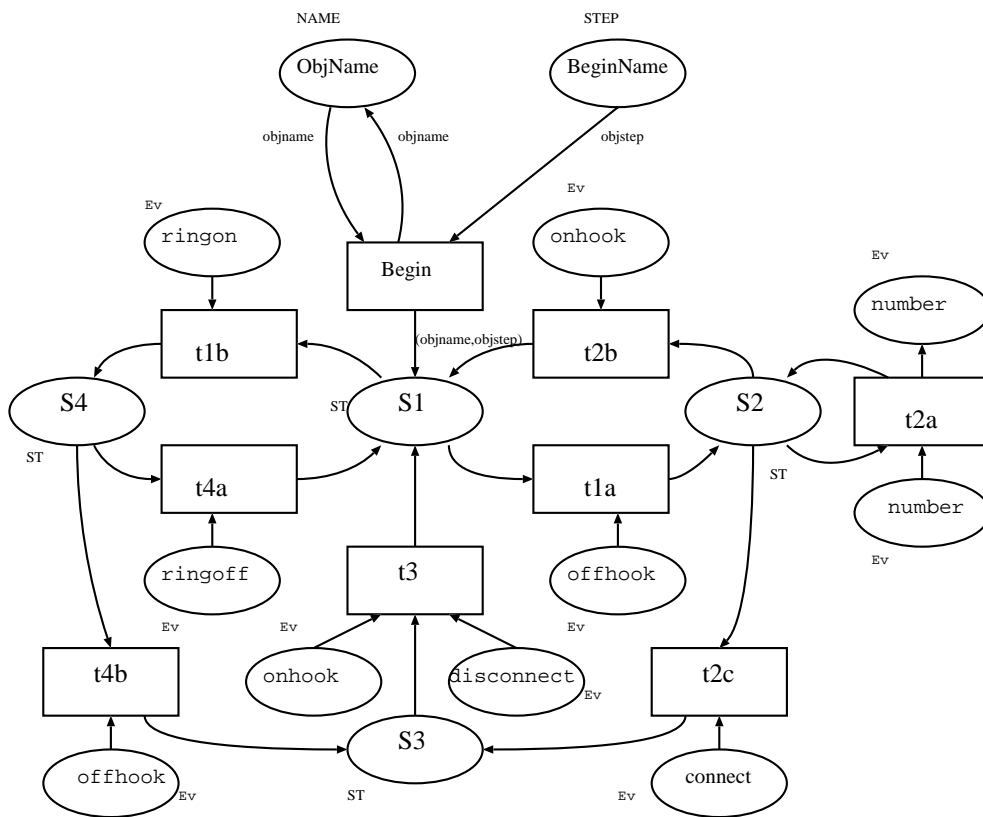 NAME
STEP
ObjName
BeginName
objname
objname
objstep
Ev
Ev
ringon
onhook
Begin
Ev
number
(objname,objstep)
t1b
t2b
S4
ST
S1
S2
t2a
ST
ST
t4a
t1a
number
Ev
t3
ringoff
offhook
Ev
Ev
Ev
t4b
onhook
disconnect
Ev
t2c
S3
offhook
Ev
ST
Ev
connect